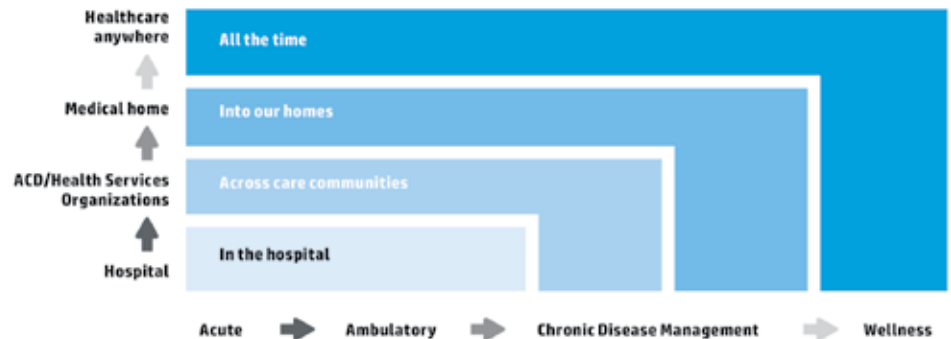 Healthcare
anywhere
All the time
Medical home
Into our homes
ACD/Health Services
Organizations
Across care communities
Hospital
In the hospital
Acute
Ambulatory
Chronic Disease Management
Wellness